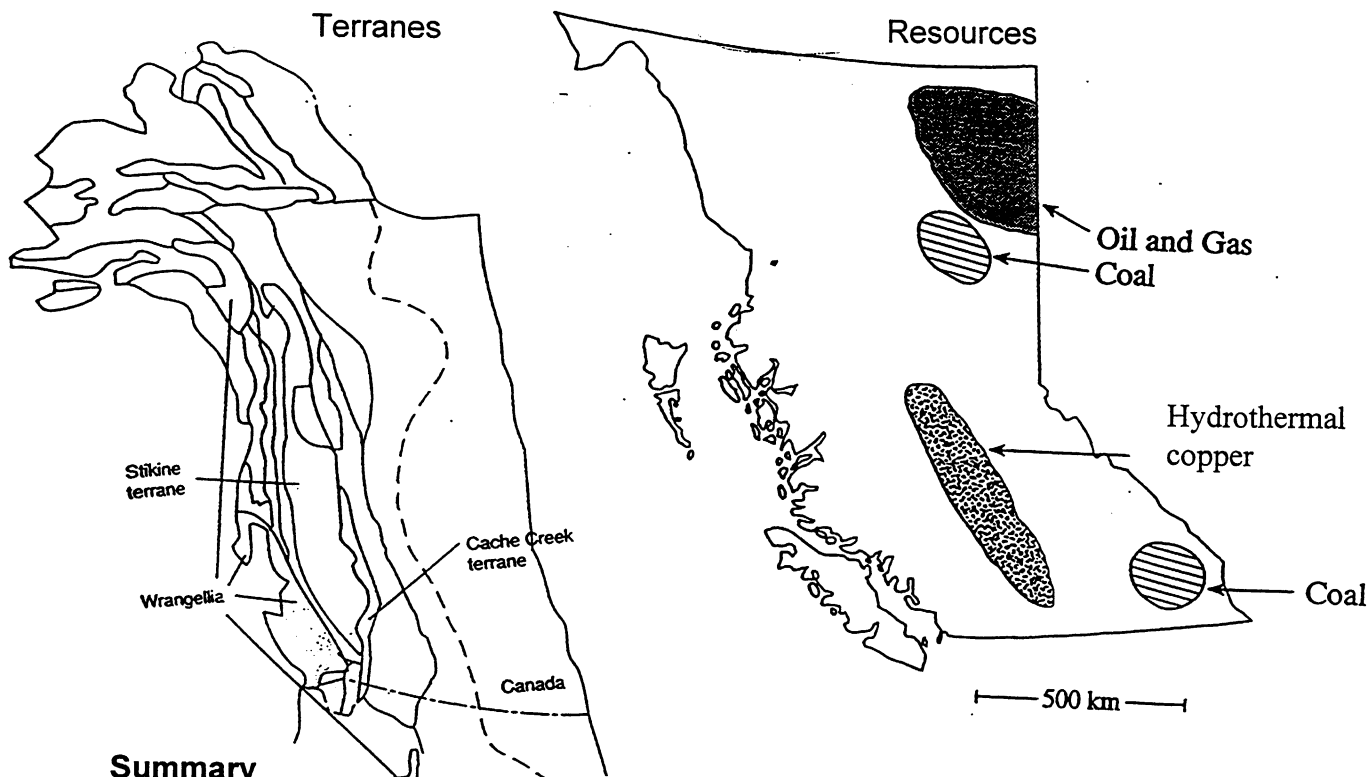 Terranes
Stikine
terrane
Cache Creek
terrane
Wrangellia
Canada
Resources
Oil and Gas
Coal
Hydrothermal
copper
Coal
500 km
Summary